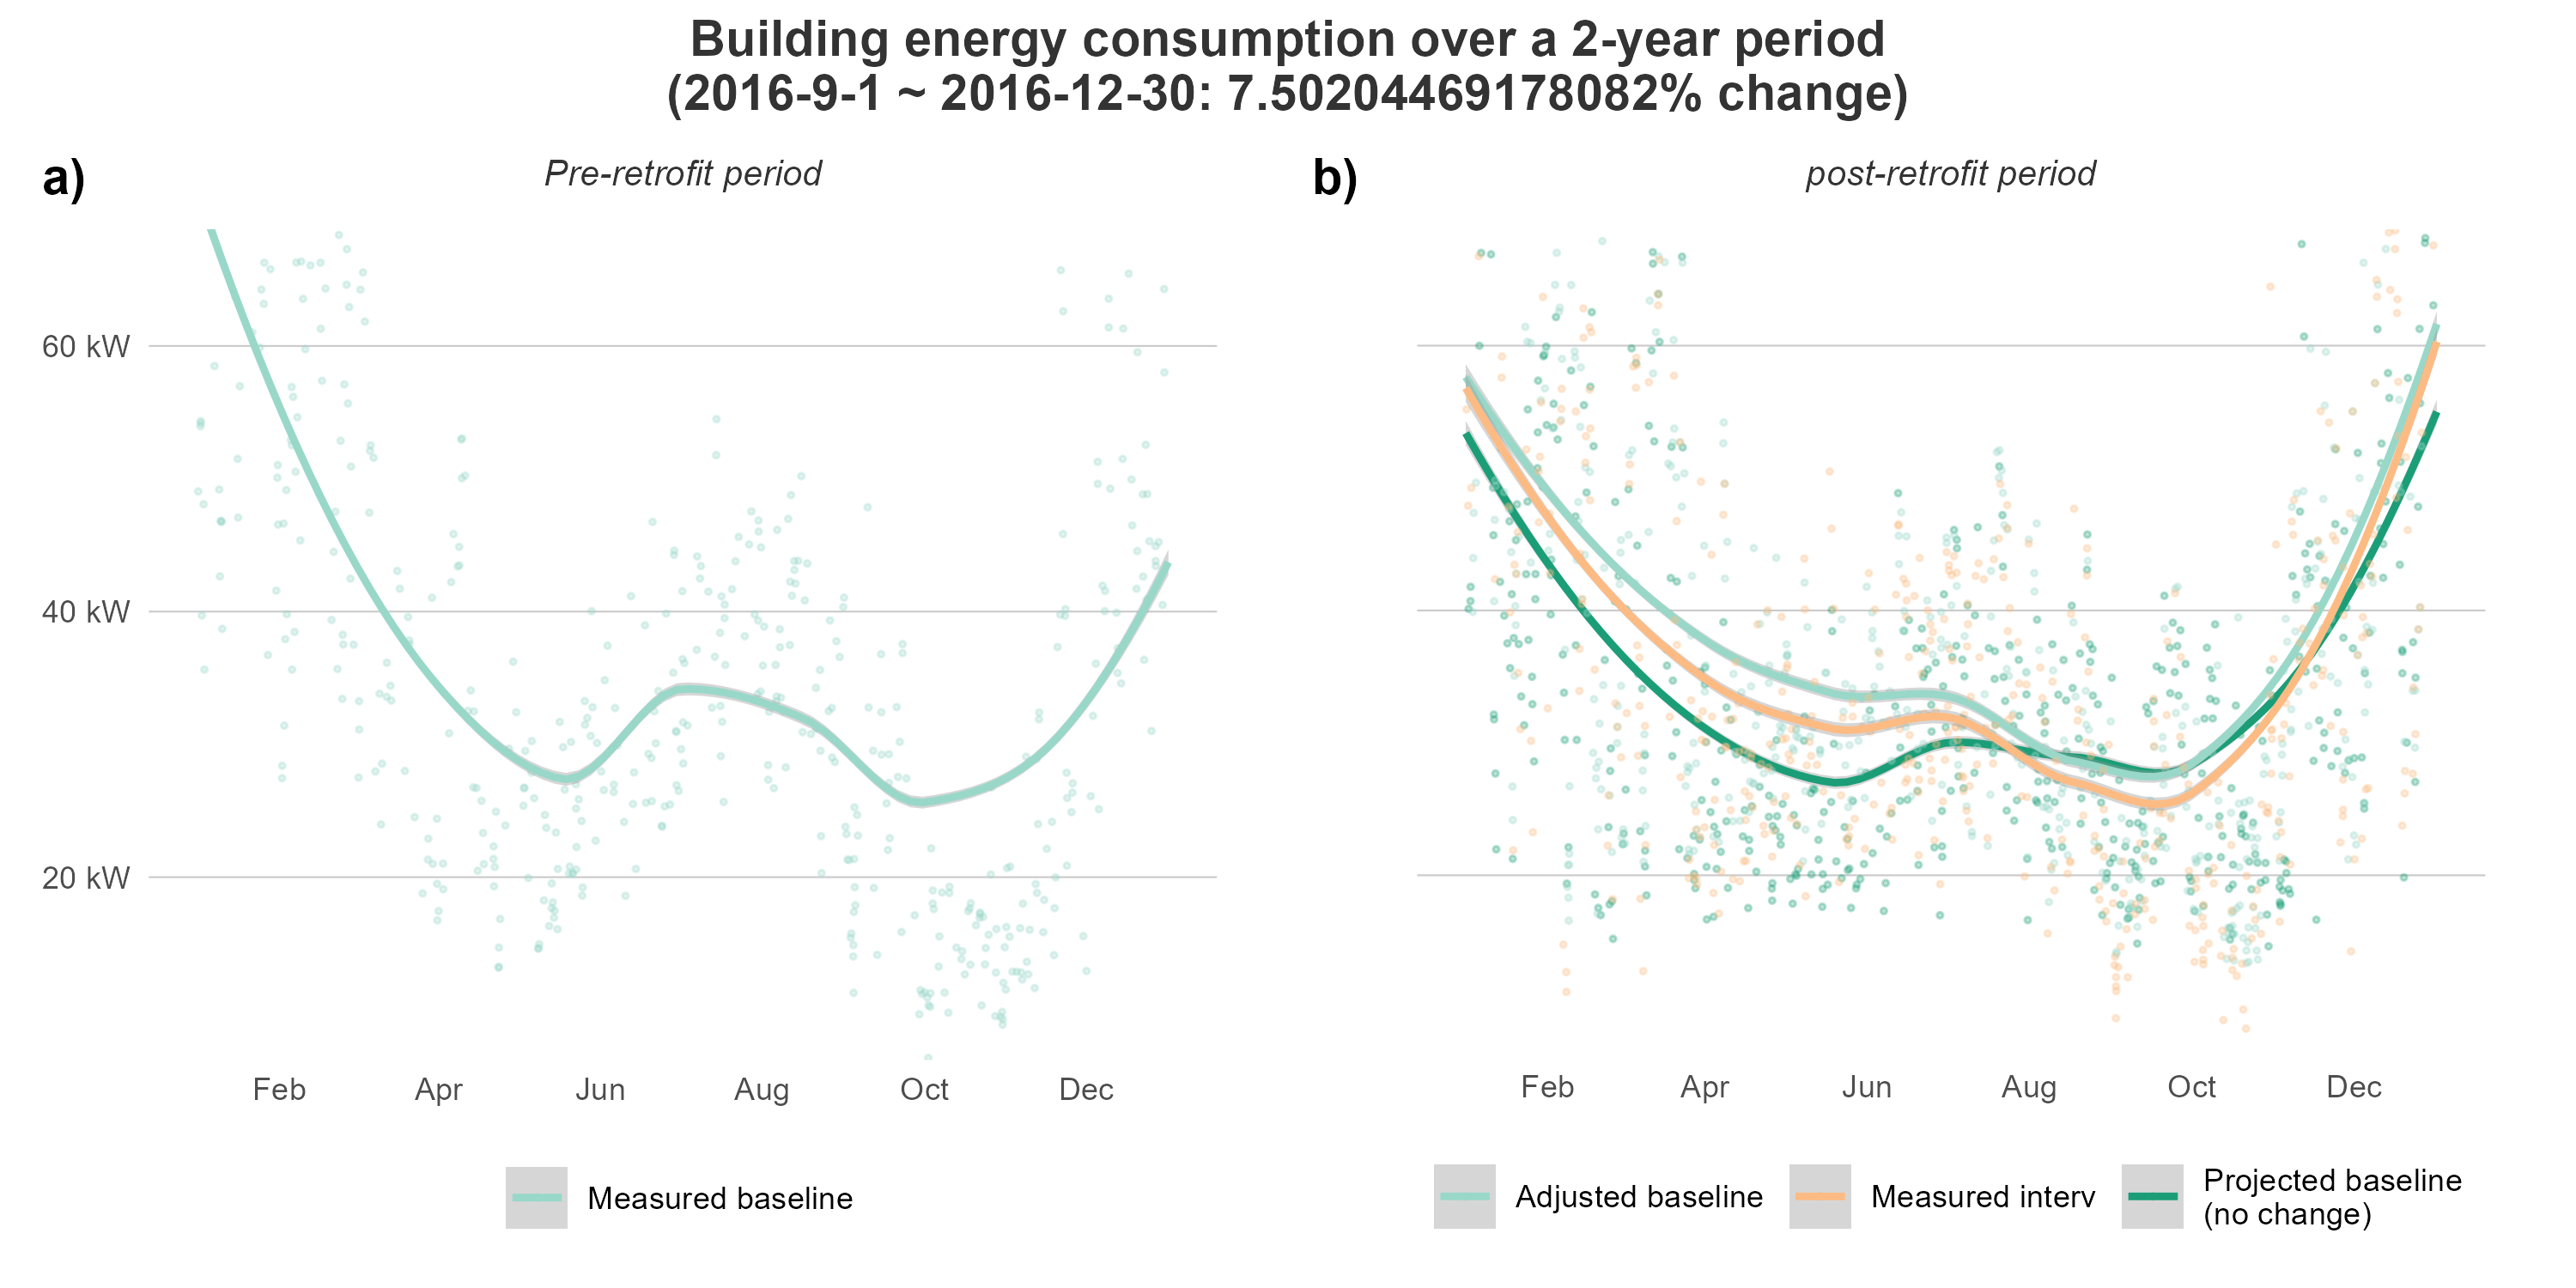 Building energy consumption over a 2-year period
(2016-9-1 ~ 2016-12-30: 7.50204469178082% change)
a)
Pre-retrofit period
60 kW
40 kW
20 kW
Feb Apr Jun Aug Oct Dec
Measured baseline
b)
post-retrofit period
Feb Apr Jun Aug Oct Dec
Adjusted baseline
Measured interv
Projected baseline
(no change)